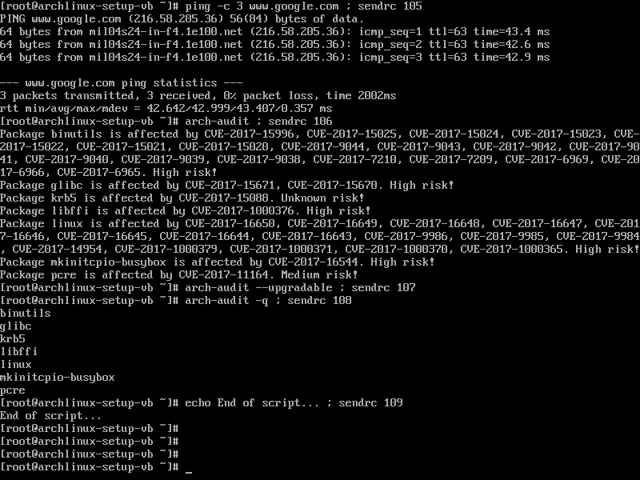 [root@archlinux-setup-vb ~]# ping -c 3 www.google.com ; sendrc 105
PING www.google.com (216.58.205.36) 56(84) bytes of data.
64 bytes from mil04s24-in-f4.1e100.net (216.58.205.36): icmp_seq=1 ttl=63 time=43.4 ms
64 bytes from mil04s24-in-f4.1e100.net (216.58.205.36): icmp_seq=2 ttl=63 time=42.6 ms
64 bytes from mil04s24-in-f4.1e100.net (216.58.205.36): icmp_seq=3 ttl=63 time=42.9 ms
--- www.google.com ping statistics ---
3 packets transmitted, 3 received, 0% packet loss, time 2002ms
rtt min/avg/max/mdev = 42.642/42.999/43.407/0.357 ms
[root@archlinux-setup-vb ~]# arch-audit ; sendrc 106
Package binutils is affected by CVE-2017-15996, CVE-2017-15025, CVE-2017-15024, CVE-2017-15023, CVE-2
017-15022, CVE-2017-15021, CVE-2017-15020, CVE-2017-9044, CVE-2017-9043, CVE-2017-9042, CVE-2017-90
41, CVE-2017-9040, CVE-2017-9039, CVE-2017-9038, CVE-2017-7210, CVE-2017-7209, CVE-2017-6969, CVE-20
17-6966, CVE-2017-6965. High risk!
Package glibc is affected by CVE-2017-15671, CVE-2017-15670. High risk!
Package krb5 is affected by CVE-2017-15088. Unknown risk!
Package libffi is affected by CVE-2017-1000376. High risk!
Package linux is affected by CVE-2017-16650, CVE-2017-16649, CVE-2017-16648, CVE-2017-16647, CVE-201
7-16646, CVE-2017-16645, CVE-2017-16644, CVE-2017-16643, CVE-2017-9986, CVE-2017-9985, CVE-2017-9984
, CVE-2017-14954, CVE-2017-1000379, CVE-2017-1000371, CVE-2017-1000370, CVE-2017-1000365. High risk!
Package mkinitcpio-busybox is affected by CVE-2017-16544. High risk!
Package pcre is affected by CVE-2017-11164. Medium risk!
[root@archlinux-setup-vb ~]# arch-audit --upgradable ; sendrc 107
[root@archlinux-setup-vb ~]# arch-audit -q ; sendrc 108
binutils
glibc
krb5
libffi
linux
mkinitcpio-busybox
pcre
[root@archlinux-setup-vb ~]# echo End of script... ; sendrc 109
End of script...
[root@archlinux-setup-vb ~]#
[root@archlinux-setup-vb ~]#
[root@archlinux-setup-vb ~]#
[root@archlinux-setup-vb ~]# _